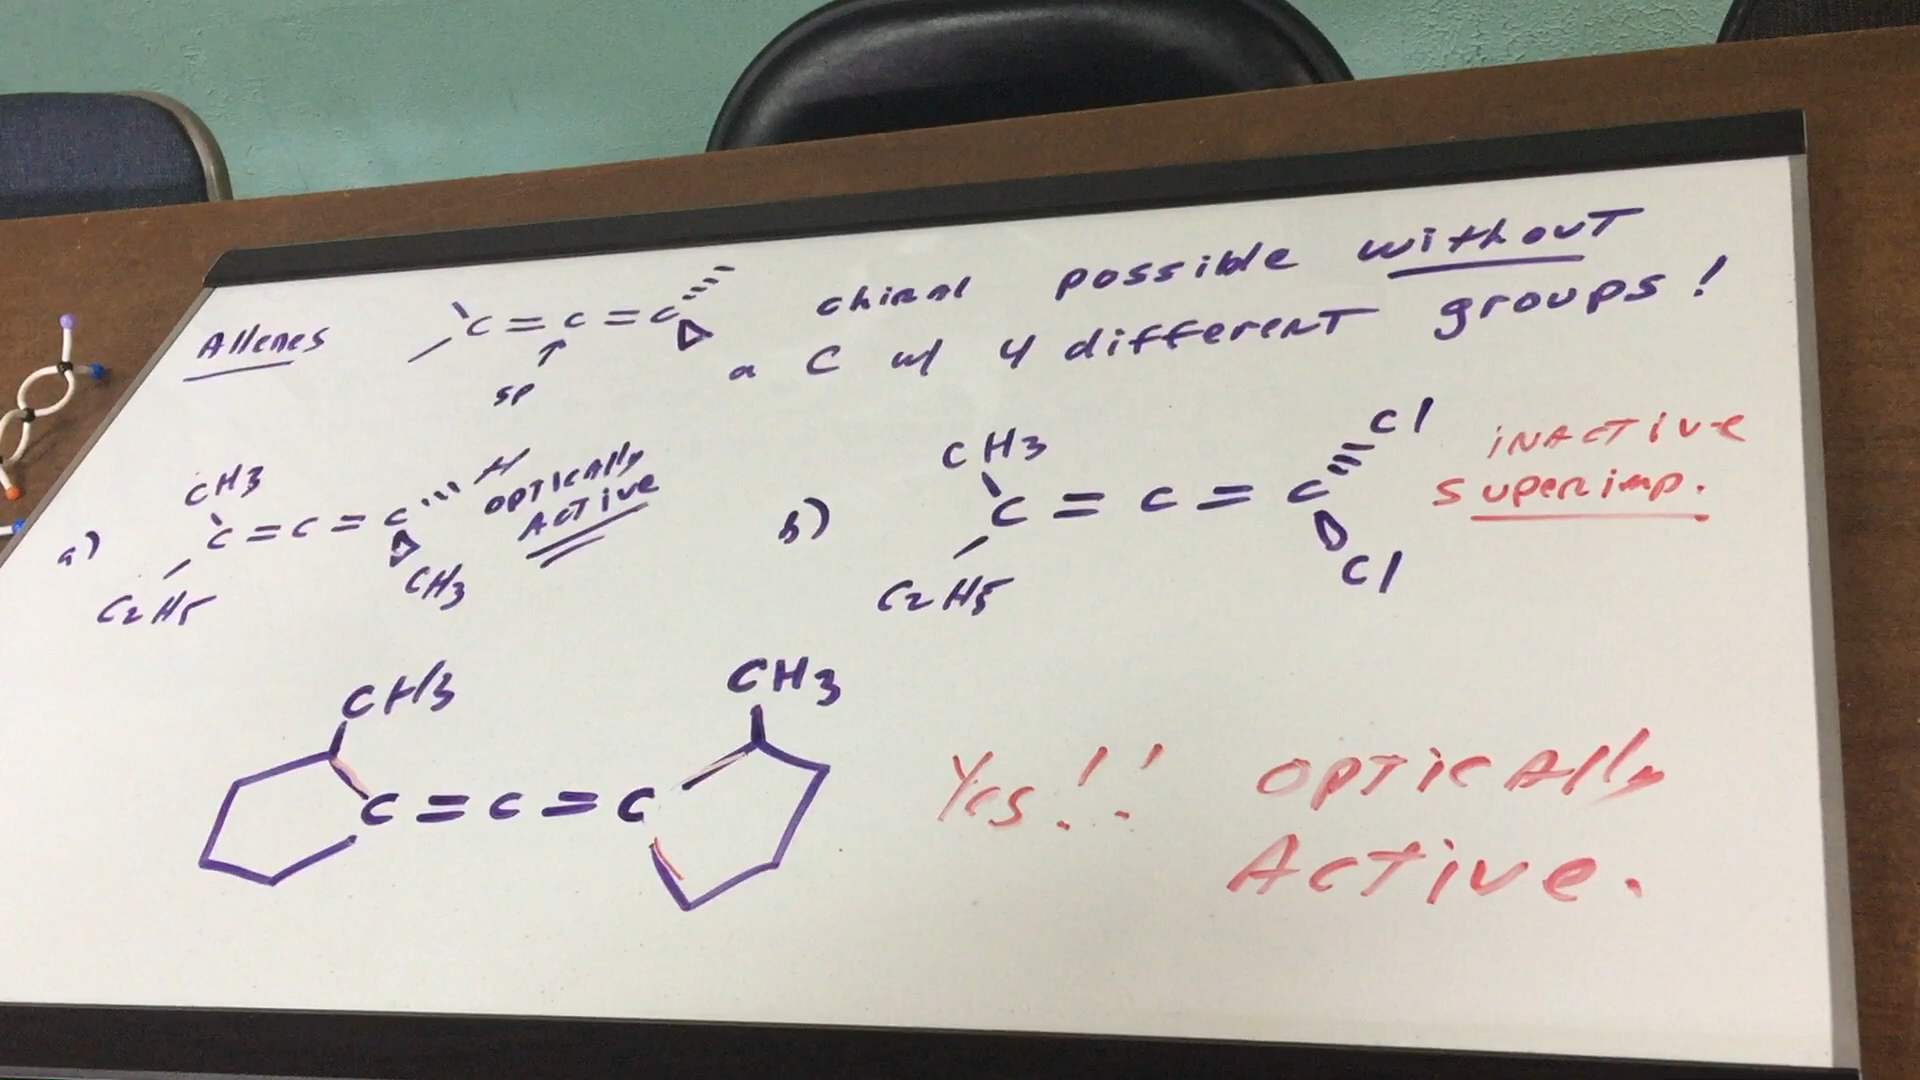 Allenes C = C = C chiral possible without
sp a C w/ 4 different groups!
a) CH3 C = C = C H OPTICAlly
ACTive
C2H5 CH3
b) CH3 C = C = C Cl INACTIVE
superimp.
C2H5 Cl
CH3 CH3
C = C = C Yes!! OPTICAlly
Active.